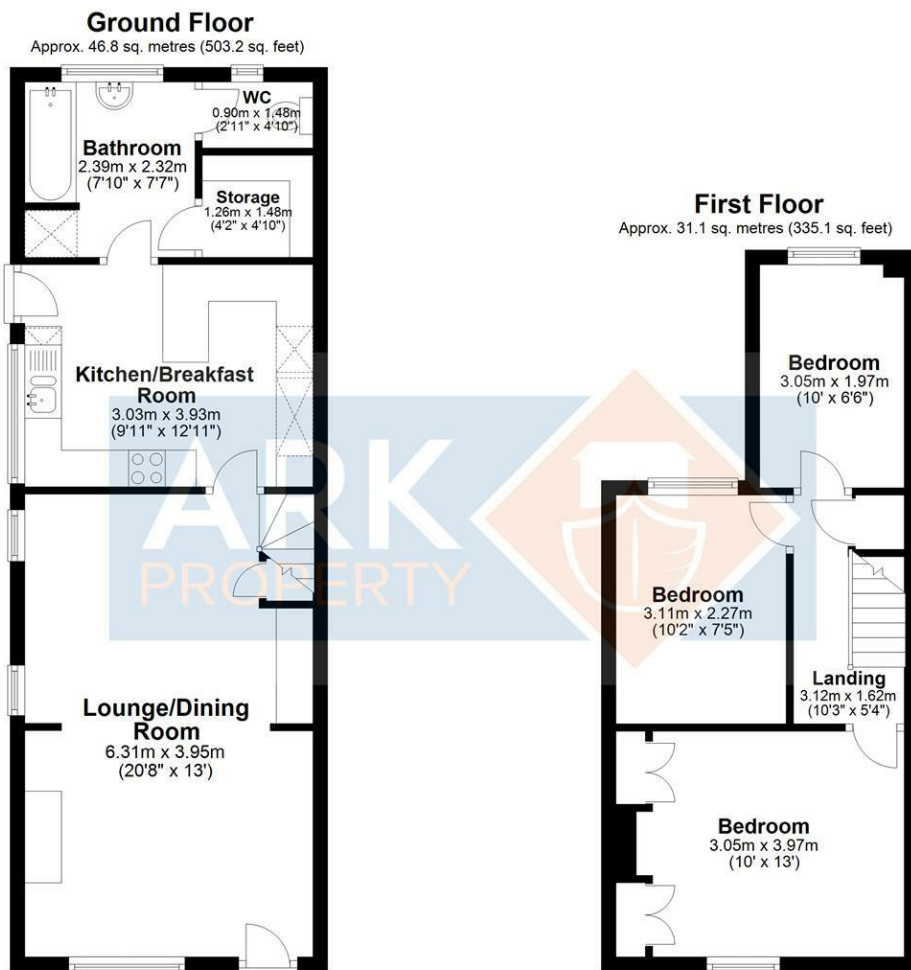 Ground Floor
Approx. 46.8 sq. metres (503.2 sq. feet)
WC
0.90m x 1.48m
(2'11" x 4'10")
Bathroom
2.39m x 2.32m
(7'10" x 7'7")
Storage
1.26m x 1.48m
(4'2" x 4'10")
Kitchen/Breakfast
Room
3.03m x 3.93m
(9'11" x 12'11")
Lounge/Dining
Room
6.31m x 3.95m
(20'8" x 13')
First Floor
Approx. 31.1 sq. metres (335.1 sq. feet)
Bedroom
3.05m x 1.97m
(10' x 6'6")
Bedroom
3.11m x 2.27m
(10'2" x 7'5")
Landing
3.12m x 1.62m
(10'3" x 5'4")
Bedroom
3.05m x 3.97m
(10' x 13')
ARK
PROPERTY